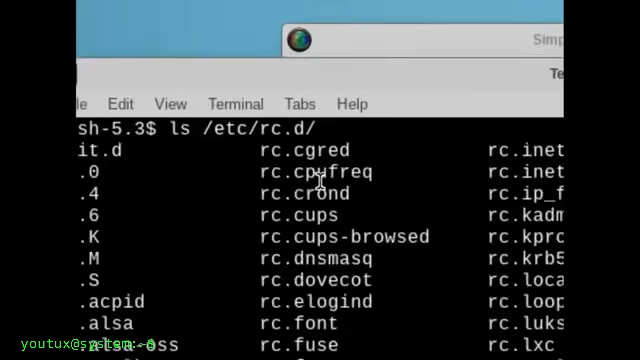 Simp
Te
le Edit View Terminal Tabs Help
sh-5.3$ ls /etc/rc.d/
it.d rc.cgred rc.inet
.0 rc.cpufreq rc.inet
.4 rc.crond rc.ip_f
.6 rc.cups rc.kadm
.K rc.cups-browsed rc.kprc
.M rc.dnsmasq rc.krb5
.S rc.dovecot rc.loca
.acpid rc.elogind rc.loop
.alsa rc.font rc.luks
.alsa-oss rc.fuse rc.lxc
youtux@system:~$